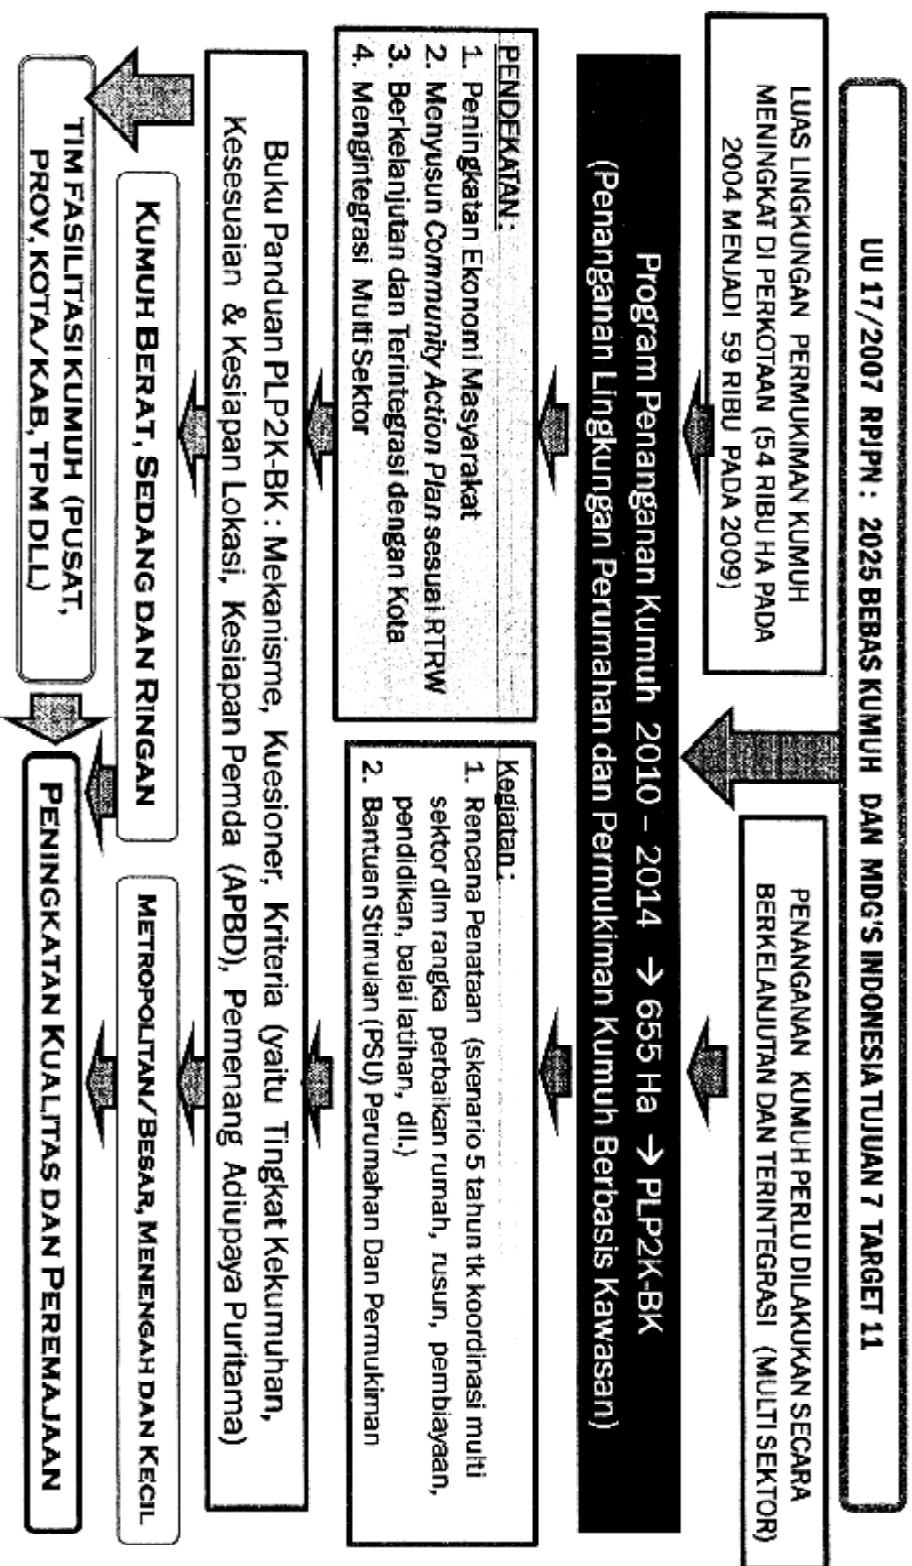 UU 17/2007 RPJPN : 2025 BEBAS KUMUH DAN MDG'S INDONESIA TUJUAN 7 TARGET 11
LUAS LINGKUNGAN PERMUKIMAN KUMUH
MENINGKAT DI PERKOTAAN (54 RIBU HA PADA
2004 MENJADI 59 RIBU PADA 2009)
PENANGANAN KUMUH PERLU DILAKUKAN SECARA
BERKELANJUTAN DAN TERINTEGRASI (MULTI SEKTOR)
Program Penanganan Kumuh 2010 – 2014 → 655 Ha → PLP2K-BK
(Penanganan Lingkungan Perumahan dan Permukiman Kumuh Berbasis Kawasan)
PENDEKATAN :
1. Peningkatan Ekonomi Masyarakat
2. Menyusun Community Action Plan sesuai RTRW
3. Berkelanjutan dan Terintegrasi dengan Kota
4. Mengintegrasi Multi Sektor
Kegiatan :
1. Rencana Penataan (skenario 5 tahun tk koordinasi multi
sektor dlm rangka perbaikan rumah, rusun, pembiayaan,
pendidikan, balai latihan, dll.)
2. Bantuan Stimulan (PSU) Perumahan Dan Permukiman
Buku Panduan PLP2K-BK : Mekanisme, Kuesioner, Kriteria (yaitu Tingkat Kekumuhan,
Kesesuaian & Kesiapan Lokasi, Kesiapan Pemda (APBD), Pemenang Adiupaya Puritama)
KUMUH BERAT, SEDANG DAN RINGAN
METROPOLITAN/BESAR, MENENGAH DAN KECIL
TIM FASILITASI KUMUH (PUSAT,
PROV, KOTA/KAB, TPM DLL)
PENINGKATAN KUALITAS DAN PEREMAJAAN